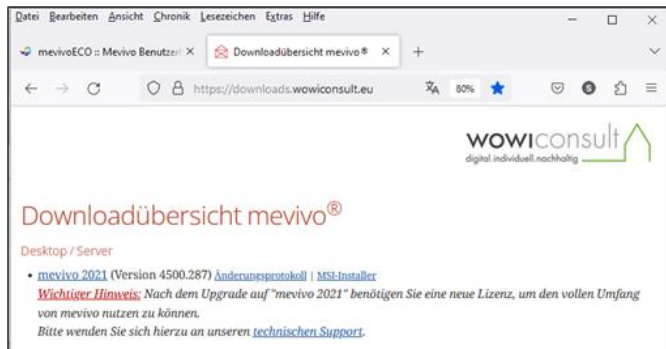 Datei Bearbeiten Ansicht Chronik Lesezeichen Extras Hilfe
mevivoECO :: Mevivo Benutzer
Downloadübersicht mevivo®
https://downloads.wowiconsult.eu
80%
S
wowiconsult
digital.individuell.nachhaltig
Downloadübersicht mevivo®
Desktop / Server
• mevivo 2021 (Version 4500.287) Änderungsprotokoll | MSI-Installer
Wichtiger Hinweis: Nach dem Upgrade auf "mevivo 2021" benötigen Sie eine neue Lizenz, um den vollen Umfang
von mevivo nutzen zu können.
Bitte wenden Sie sich hierzu an unseren technischen Support.